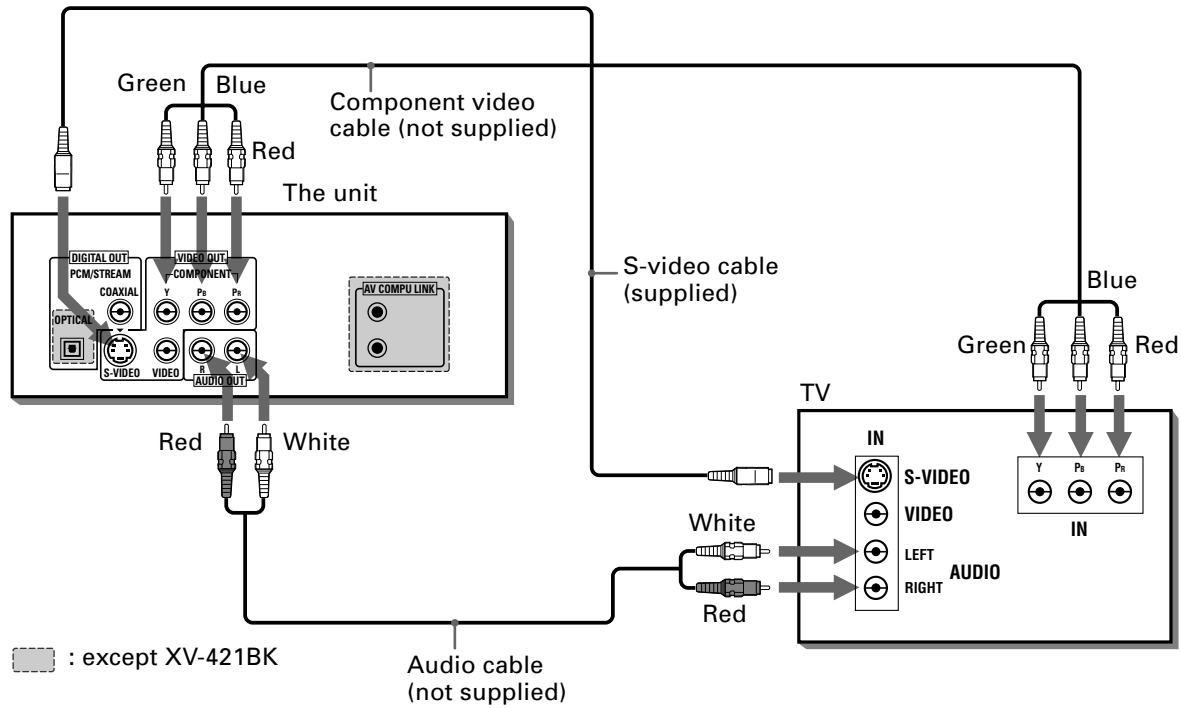 Green
Blue
Component video
cable (not supplied)
Red
The unit
DIGITAL OUT
PCM/STREAM
COAXIAL
OPTICAL
S-VIDEO
VIDEO OUT
COMPONENT
Y
PB
PR
VIDEO
R
L
AUDIO OUT
AV COMPU LINK
S-video cable
(supplied)
Blue
Green
Red
Red
White
TV
IN
S-VIDEO
VIDEO
LEFT
RIGHT
AUDIO
Y
PB
PR
IN
White
Red
: except XV-421BK
Audio cable
(not supplied)